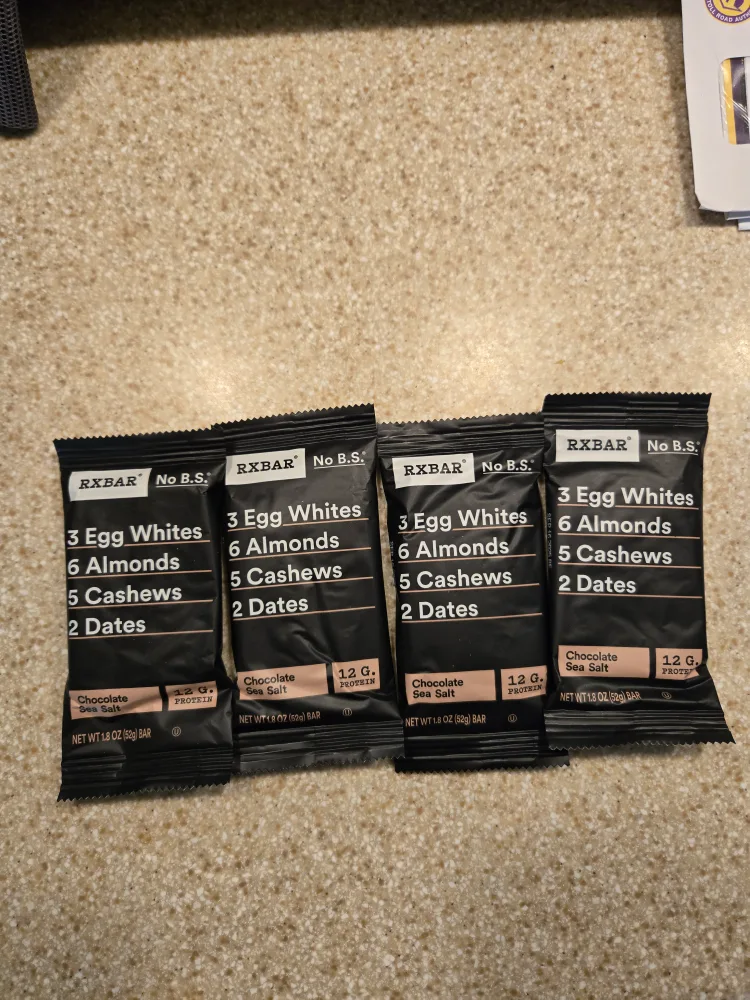 TOLL ROAD AUTH
RXBAR® No B.S.®
3 Egg Whites
6 Almonds
5 Cashews
2 Dates
Chocolate
Sea Salt
12 G.
PROTEIN
NET WT 1.8 OZ (52g) BAR
RXBAR® No B.S.®
3 Egg Whites
6 Almonds
5 Cashews
2 Dates
Chocolate
Sea Salt
12 G.
PROTEIN
NET WT 1.8 OZ (52g) BAR
RXBAR® No B.S.®
3 Egg Whites
6 Almonds
5 Cashews
2 Dates
Chocolate
Sea Salt
12 G.
PROTEIN
NET WT 1.8 OZ (52g) BAR
RXBAR® No B.S.®
3 Egg Whites
6 Almonds
5 Cashews
2 Dates
Chocolate
Sea Salt
12 G.
PROTEIN
NET WT 1.8 OZ (52g) BAR